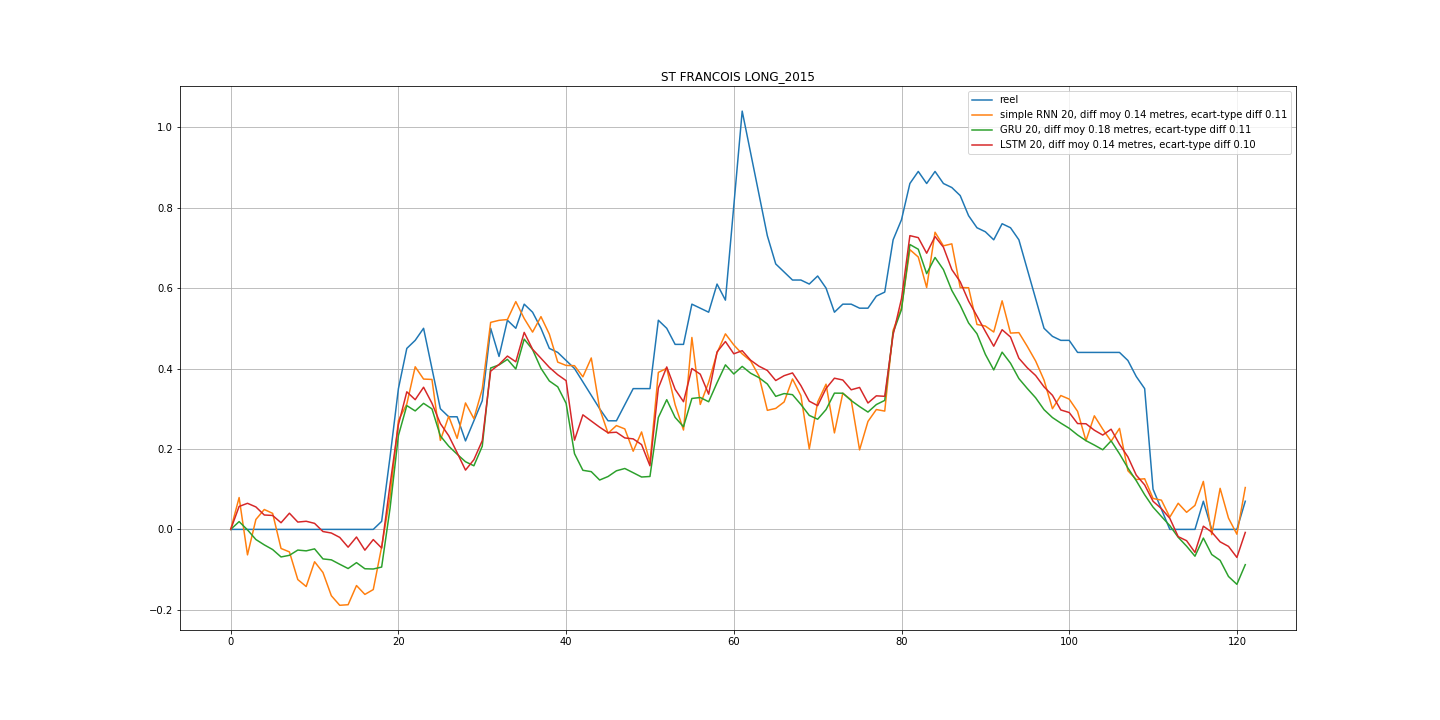 ST FRANCOIS LONG_2015
reel
simple RNN 20, diff moy 0.14 metres, ecart-type diff 0.11
GRU 20, diff moy 0.18 metres, ecart-type diff 0.11
LSTM 20, diff moy 0.14 metres, ecart-type diff 0.10
1.0
0.8
0.6
0.4
0.2
0.0
−0.2
0 20 40 60 80 100 120